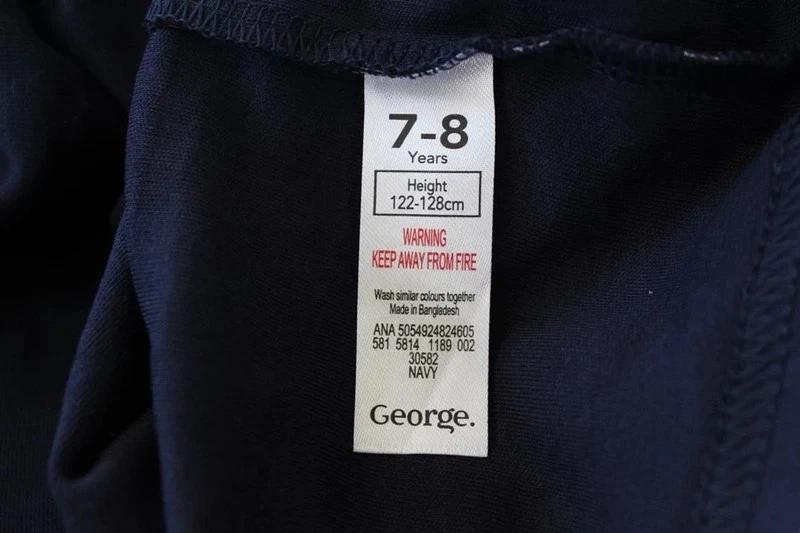 7-8
Years
Height
122-128cm
WARNING
KEEP AWAY FROM FIRE
Wash similar colours together
Made in Bangladesh
ANA 5054924824605
581 5814 1189 002
30582
NAVY
George.